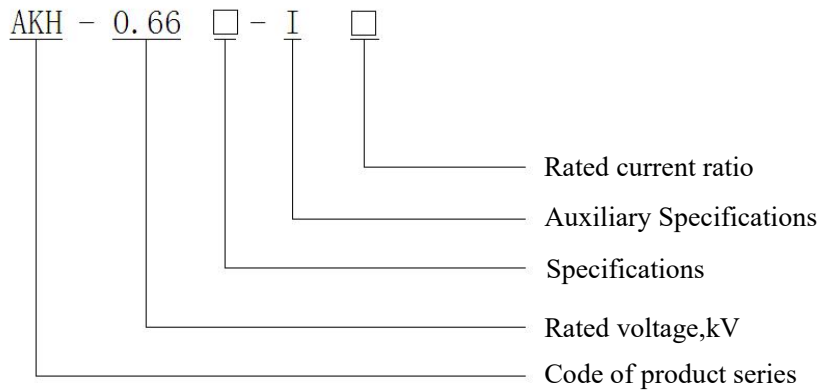 AKH - 0.66 □ - I □
Rated current ratio
Auxiliary Specifications
Specifications
Rated voltage,kV
Code of product series